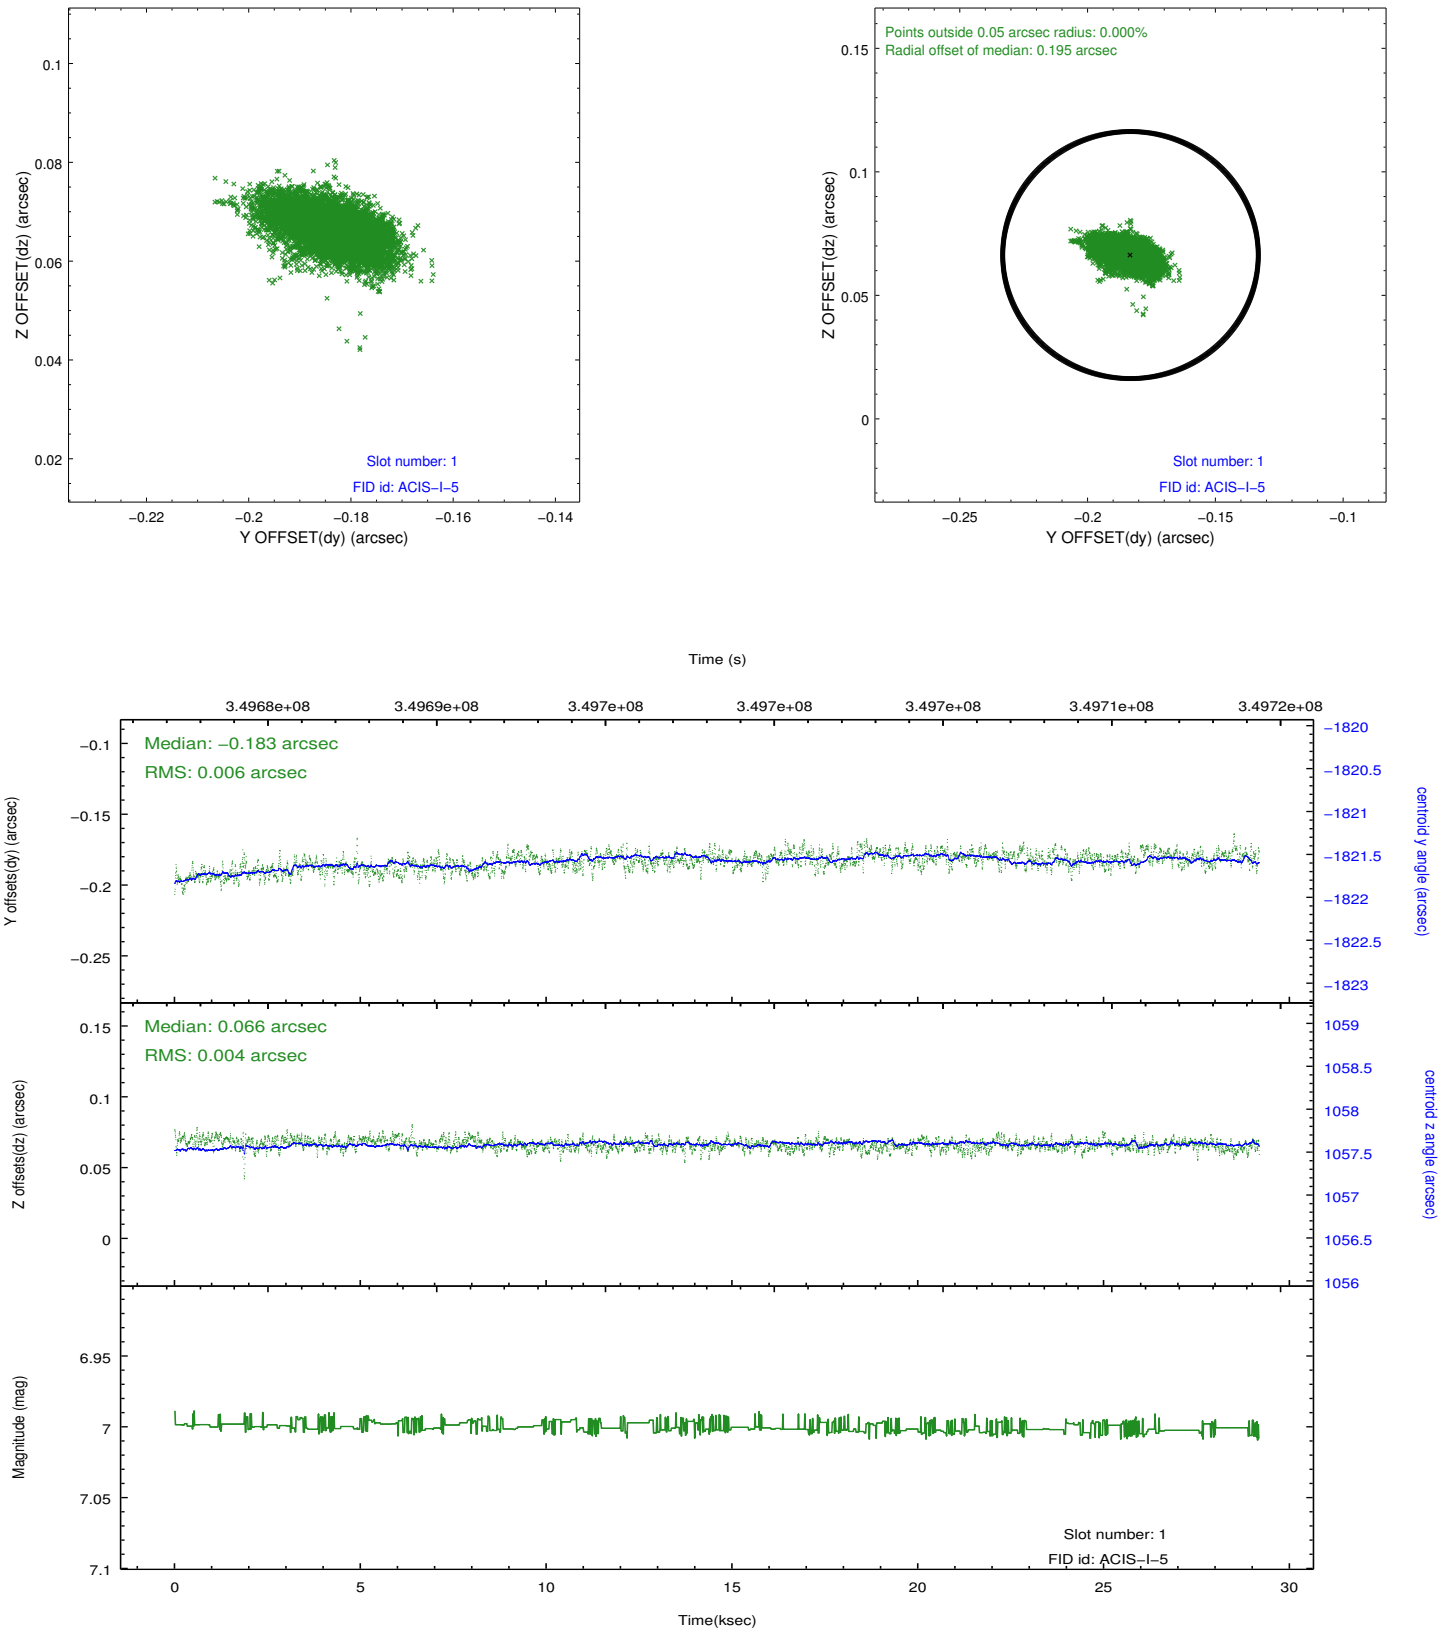 0.1
0.08
0.06
0.04
0.02
Z OFFSET(dz) (arcsec)
Slot number: 1
FID id: ACIS−I−5
−0.22
−0.2
−0.18
−0.16
−0.14
Y OFFSET(dy) (arcsec)
Points outside 0.05 arcsec radius: 0.000%
Radial offset of median: 0.195 arcsec
0.15
0.1
0.05
0
Z OFFSET(dz) (arcsec)
Slot number: 1
FID id: ACIS−I−5
−0.25
−0.2
−0.15
−0.1
Y OFFSET(dy) (arcsec)
Time (s)
3.4968e+08
3.4969e+08
3.497e+08
3.497e+08
3.497e+08
3.4971e+08
3.4972e+08
Median: −0.183 arcsec
RMS: 0.006 arcsec
−0.1
−0.15
−0.2
−0.25
Y offsets(dy) (arcsec)
−1820
−1820.5
−1821
−1821.5
−1822
−1822.5
−1823
centroid y angle (arcsec)
Median: 0.066 arcsec
RMS: 0.004 arcsec
0.15
0.1
0.05
0
Z offsets(dz) (arcsec)
1059
1058.5
1058
1057.5
1057
1056.5
1056
centroid z angle (arcsec)
6.95
7
7.05
7.1
Magnitude (mag)
Slot number: 1
FID id: ACIS−I−5
0
5
10
15
20
25
30
Time(ksec)